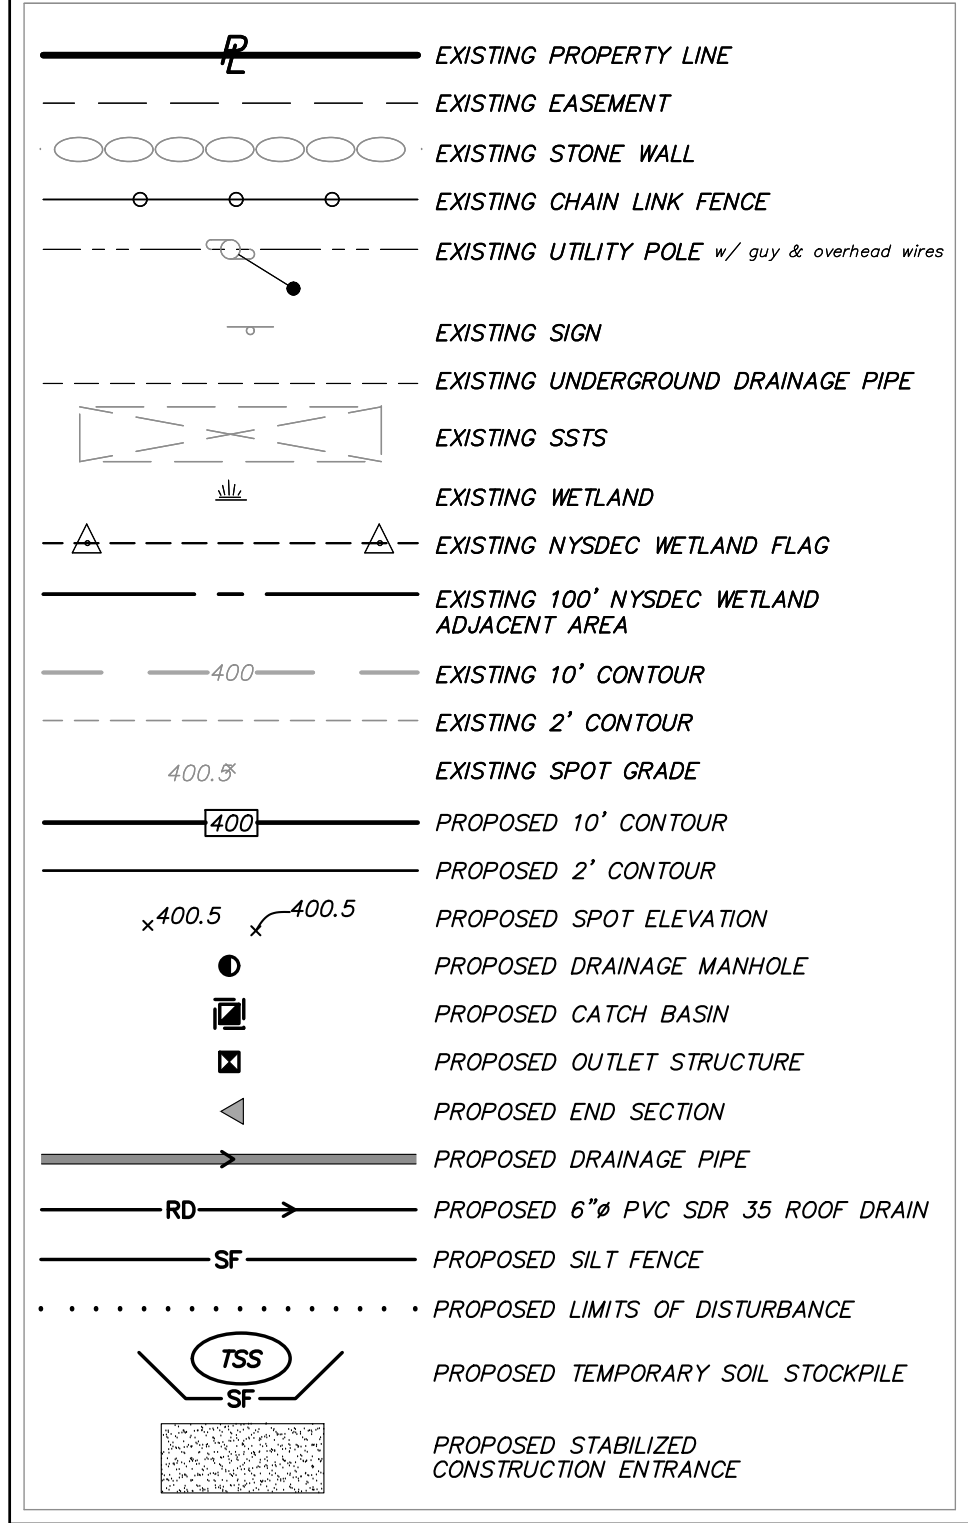 PL EXISTING PROPERTY LINE
EXISTING EASEMENT
EXISTING STONE WALL
EXISTING CHAIN LINK FENCE
EXISTING UTILITY POLE w/ guy & overhead wires
EXISTING SIGN
EXISTING UNDERGROUND DRAINAGE PIPE
EXISTING SSTS
EXISTING WETLAND
EXISTING NYSDEC WETLAND FLAG
EXISTING 100' NYSDEC WETLAND
ADJACENT AREA
400 EXISTING 10' CONTOUR
EXISTING 2' CONTOUR
400.5 EXISTING SPOT GRADE
400 PROPOSED 10' CONTOUR
PROPOSED 2' CONTOUR
400.5 400.5 PROPOSED SPOT ELEVATION
PROPOSED DRAINAGE MANHOLE
PROPOSED CATCH BASIN
PROPOSED OUTLET STRUCTURE
PROPOSED END SECTION
PROPOSED DRAINAGE PIPE
RD PROPOSED 6"ø PVC SDR 35 ROOF DRAIN
SF PROPOSED SILT FENCE
PROPOSED LIMITS OF DISTURBANCE
TSS PROPOSED TEMPORARY SOIL STOCKPILE
SF
PROPOSED STABILIZED
CONSTRUCTION ENTRANCE